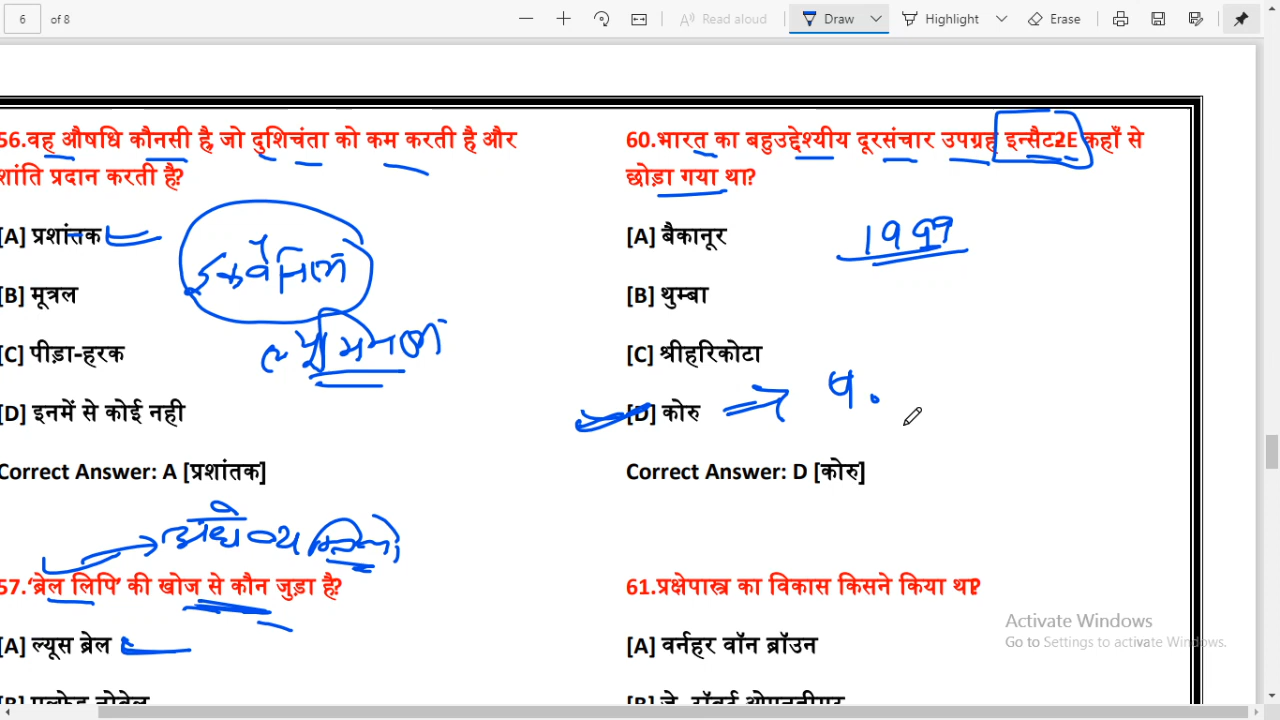 6 of 8
Read aloud
Draw
Highlight
Erase
56.वह औषधि कौनसी है जो दुशिचंता को कम करती है और
शांति प्रदान करती है?
[A] प्रशांतक
[B] मूत्रल
[C] पीड़ा-हरक
[D] इनमें से कोई नही
Correct Answer: A [प्रशांतक]
57.‘ब्रेल लिपि’ की खोज से कौन जुड़ा है?
[A] ल्यूस ब्रेल
60.भारत का बहुउद्देश्यीय दूरसंचार उपग्रह इन्सैट2E कहाँ से
छोड़ा गया था?
[A] बैकानूर
1999
[B] थुम्बा
[C] श्रीहरिकोटा
[D] कोरु
Correct Answer: D [कोरु]
61.प्रक्षेपास्त्र का विकास किसने किया था?
[A] वर्नहर वॉन ब्रॉउन
Activate Windows
Go to Settings to activate Windows.